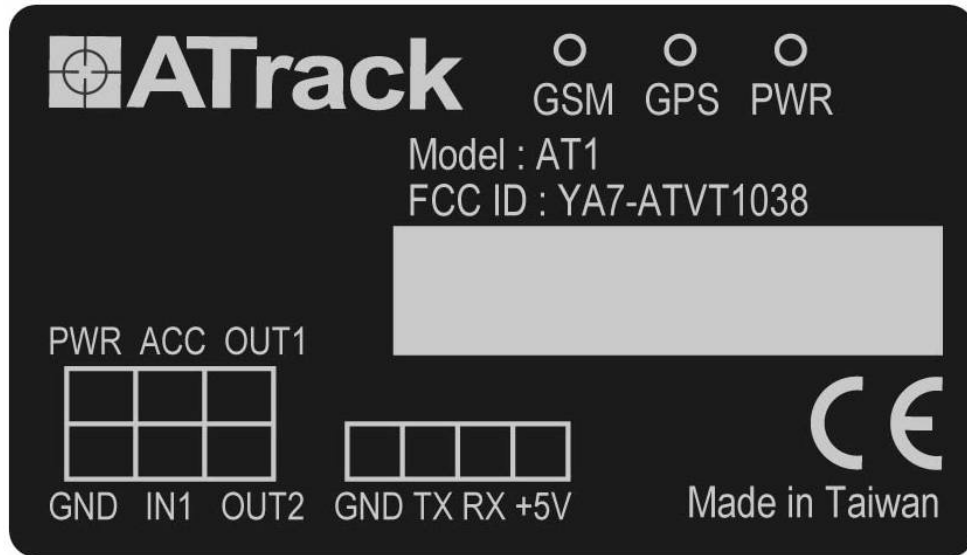 ATrack
GSM GPS PWR
Model : AT1
FCC ID : YA7-ATVT1038
PWR ACC OUT1
GND IN1 OUT2
GND TX RX +5V
CE
Made in Taiwan